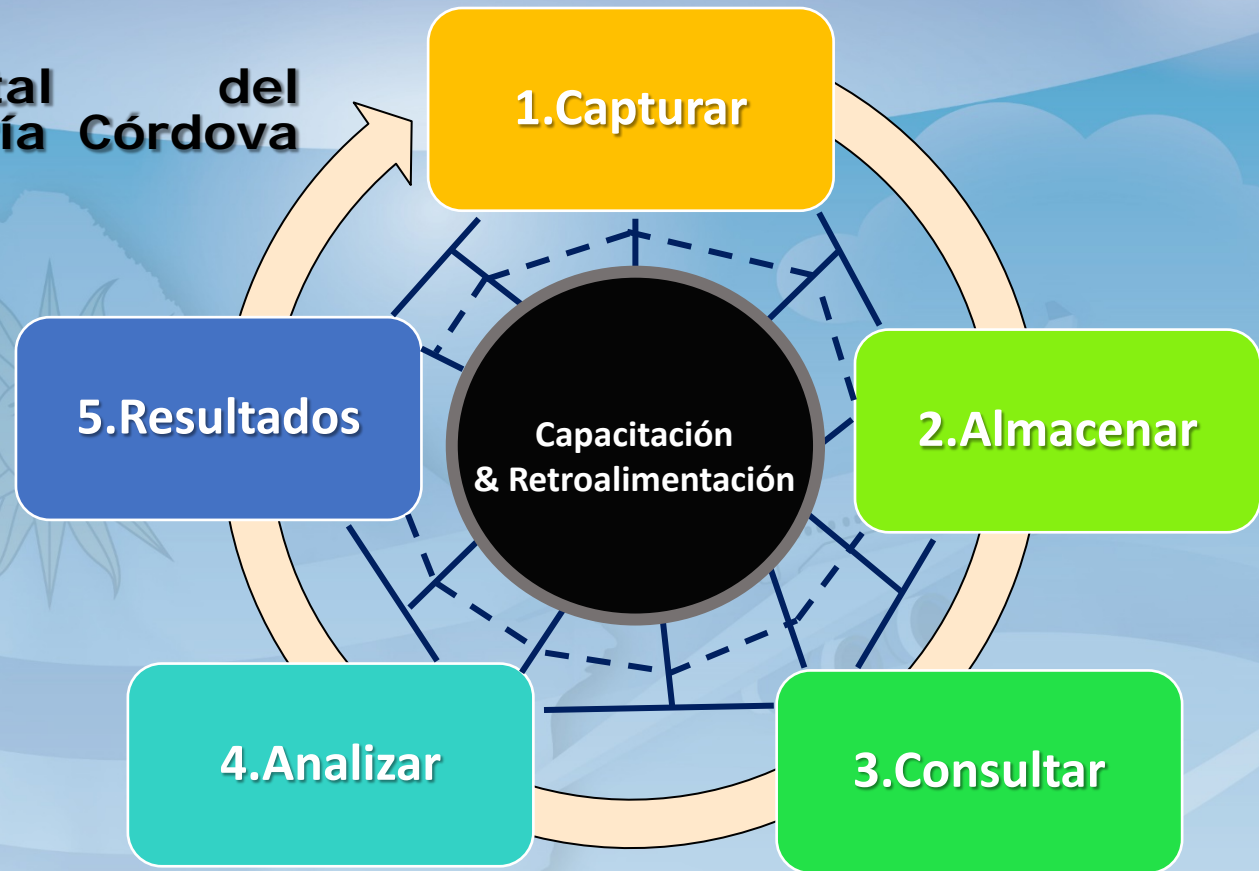 del
Córdova
1.Capturar
2.Almacenar
3.Consultar
4.Analizar
5.Resultados
Capacitación
& Retroalimentación